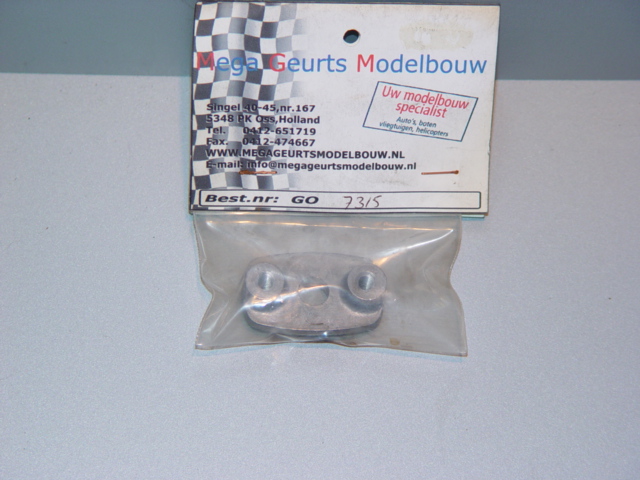 Mega Geurts Modelbouw
Uw modelbouw
specialist
Auto's, boten
vliegtuigen, helicopters
Singel 40-45,nr.167
5348 PK Oss,Holland
Tel. 0412-651719
Fax. 0412-474667
WWW.MEGAGEURTSMODELBOUW.NL
E-mail: info@megageurtsmodelbouw.nl
Best.nr: GO 7315